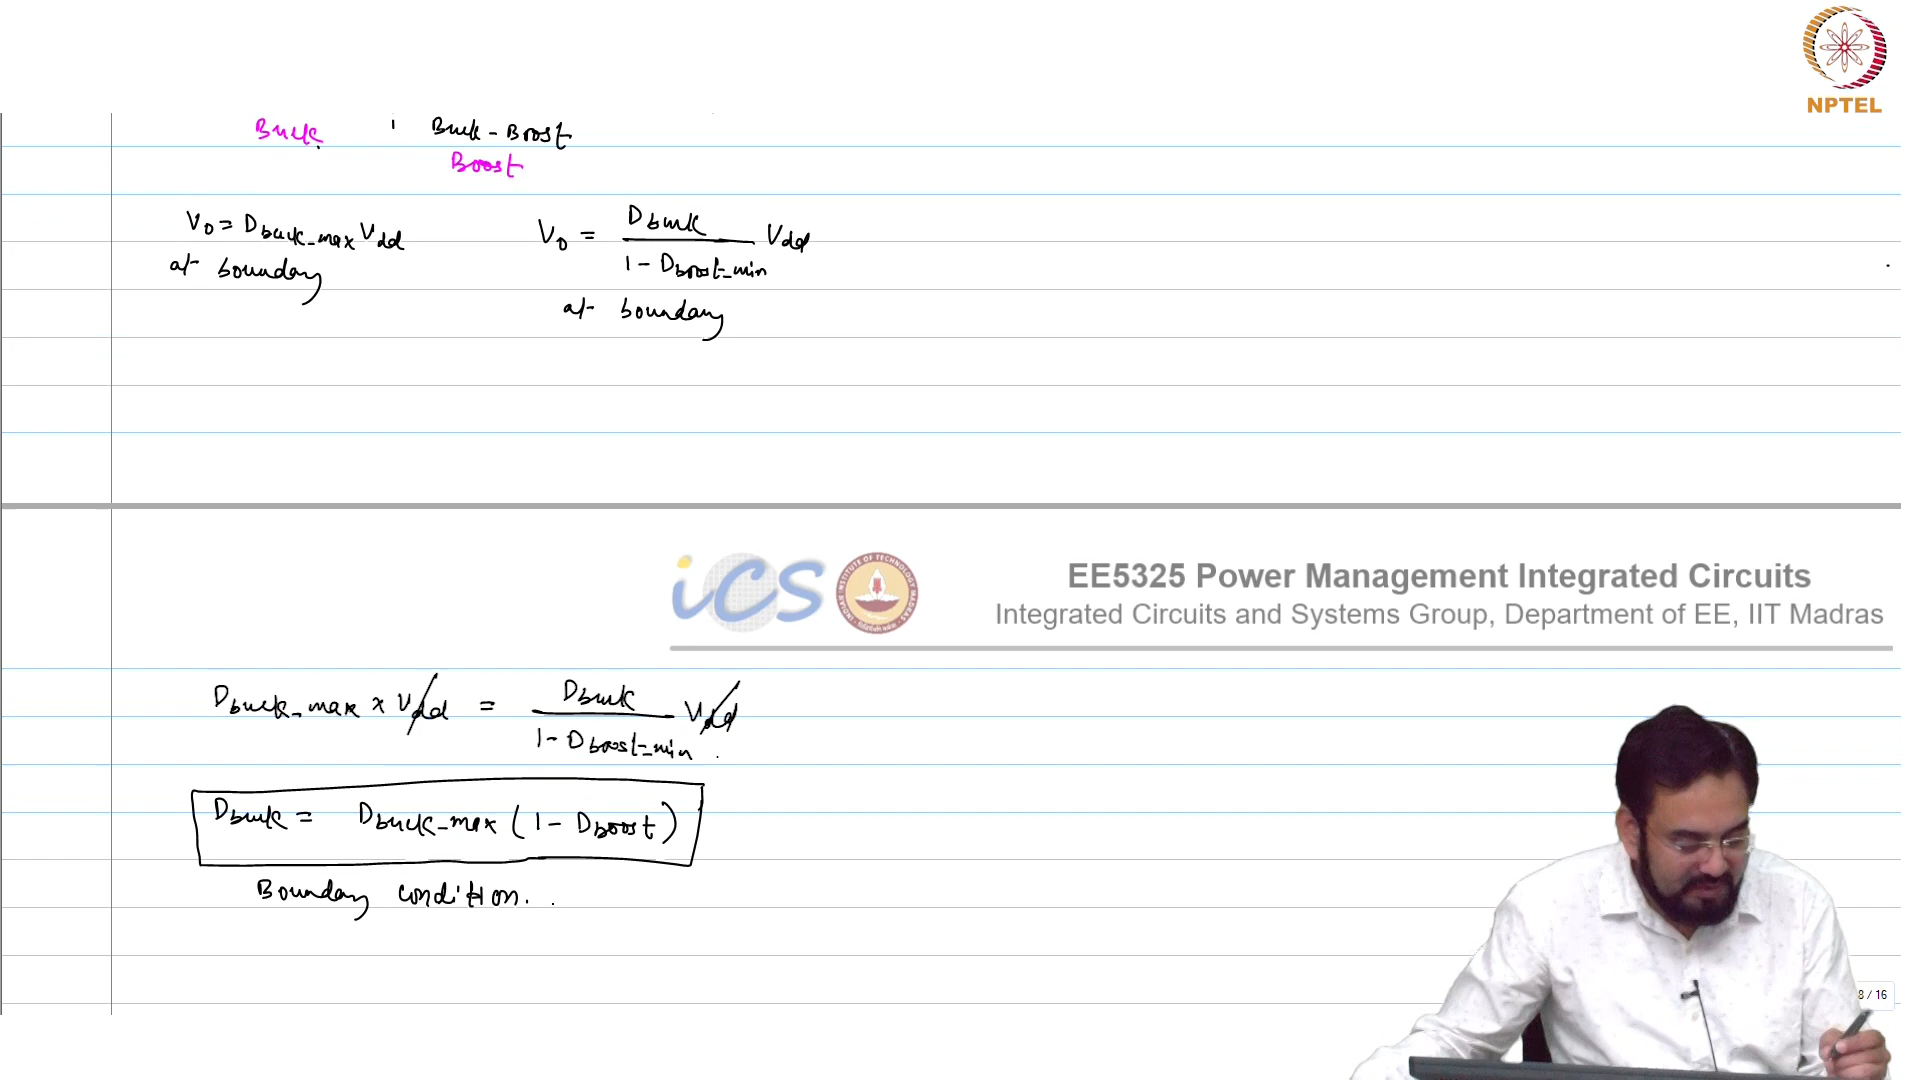 NPTEL
Buck Buck-Boost
Boost
V0 = Dbuck_max Vdd
at boundary
V0 = Dbuck / 1 - Dboost_min Vdd
at boundary
ics
EE5325 Power Management Integrated Circuits
Integrated Circuits and Systems Group, Department of EE, IIT Madras
Dbuck_max x Vdd = Dbuck / 1 - Dboost_min Vdd
Dbuck = Dbuck_max (1 - Dboost)
Boundary condition.
8 / 16